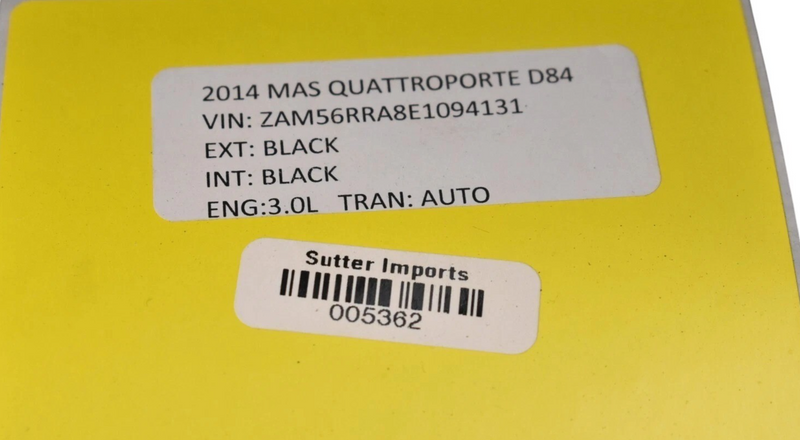 2014 MAS QUATTROPORTE D84
VIN: ZAM56RRA8E1094131
EXT: BLACK
INT: BLACK
ENG:3.0L TRAN: AUTO
Sutter Imports
005362